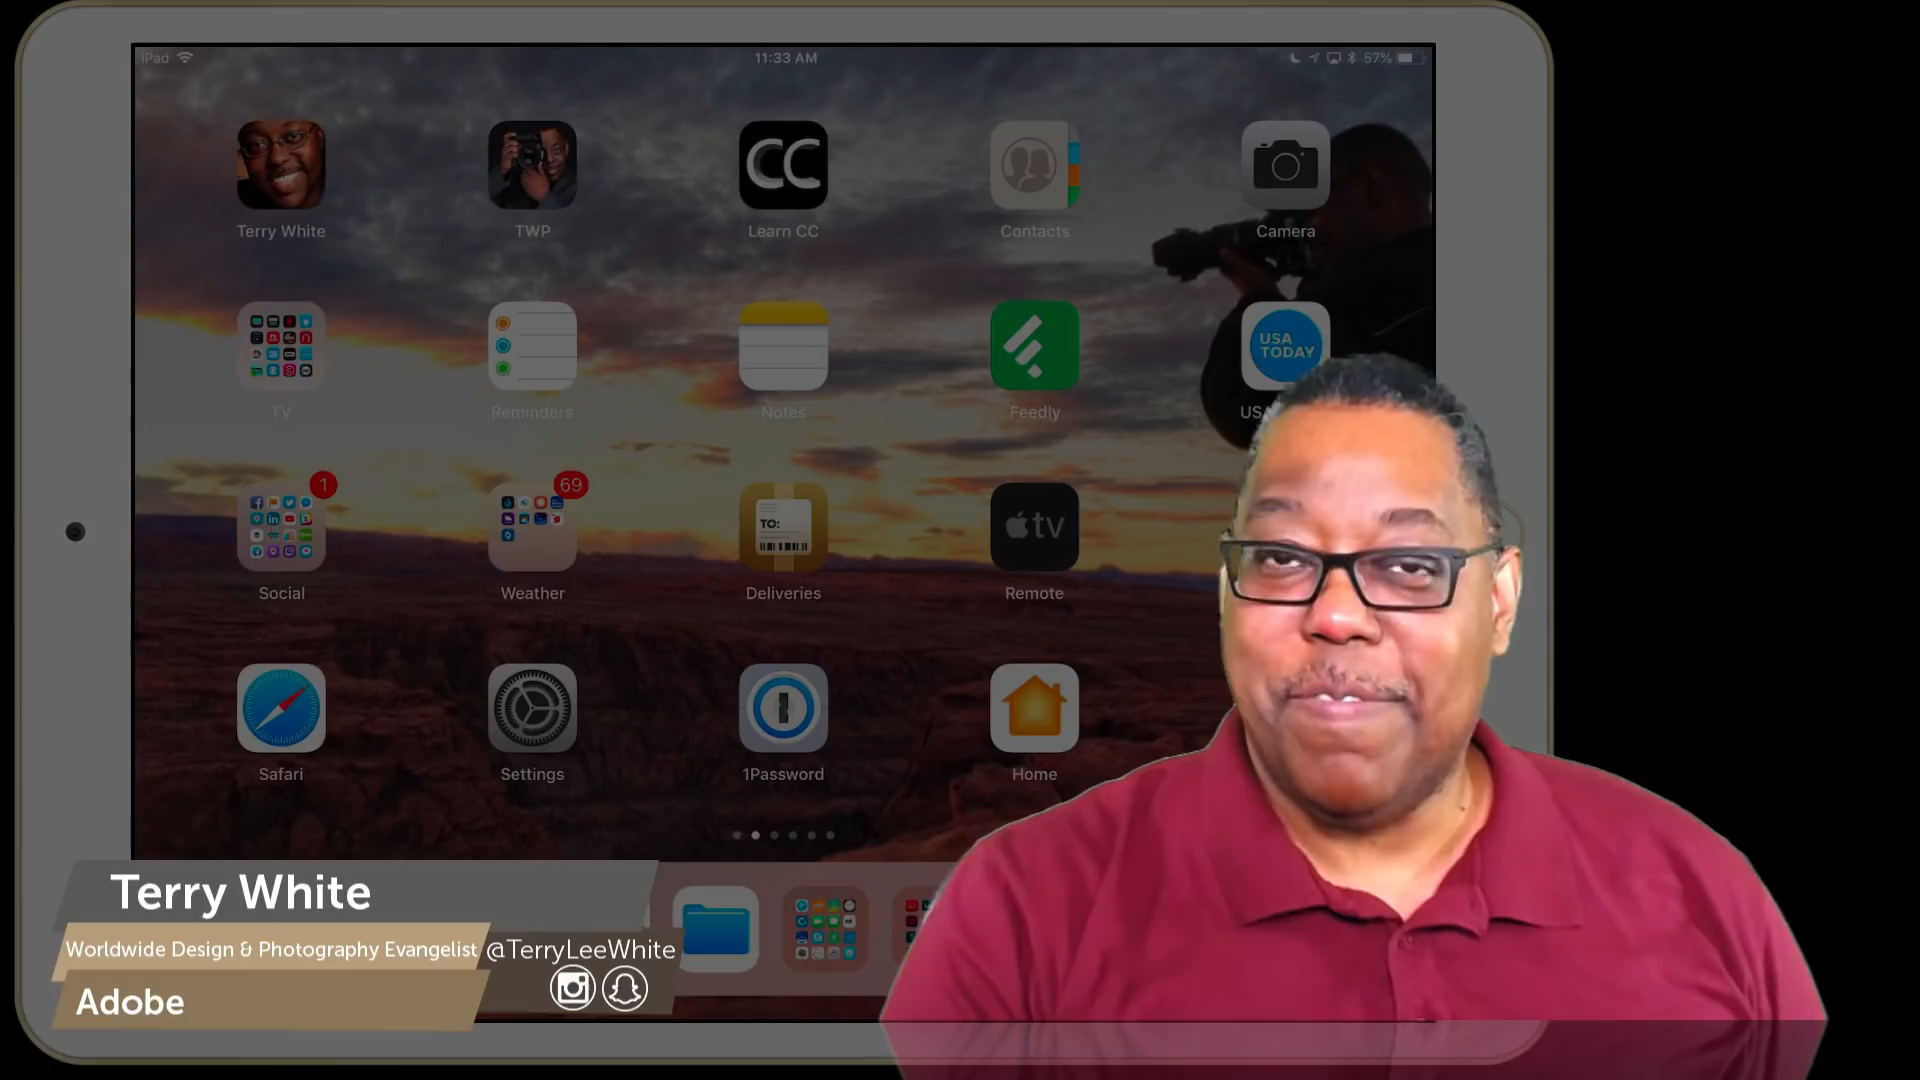 iPad
11:33 AM
57%
CC
Terry White
TWP
Learn CC
Contacts
Camera
USA
TODAY
TV
Reminders
Notes
Feedly
1
69
TO:
tv
Social
Weather
Deliveries
Remote
Safari
Settings
1Password
Home
Terry White
Worldwide Design & Photography Evangelist
@TerryLeeWhite
Adobe